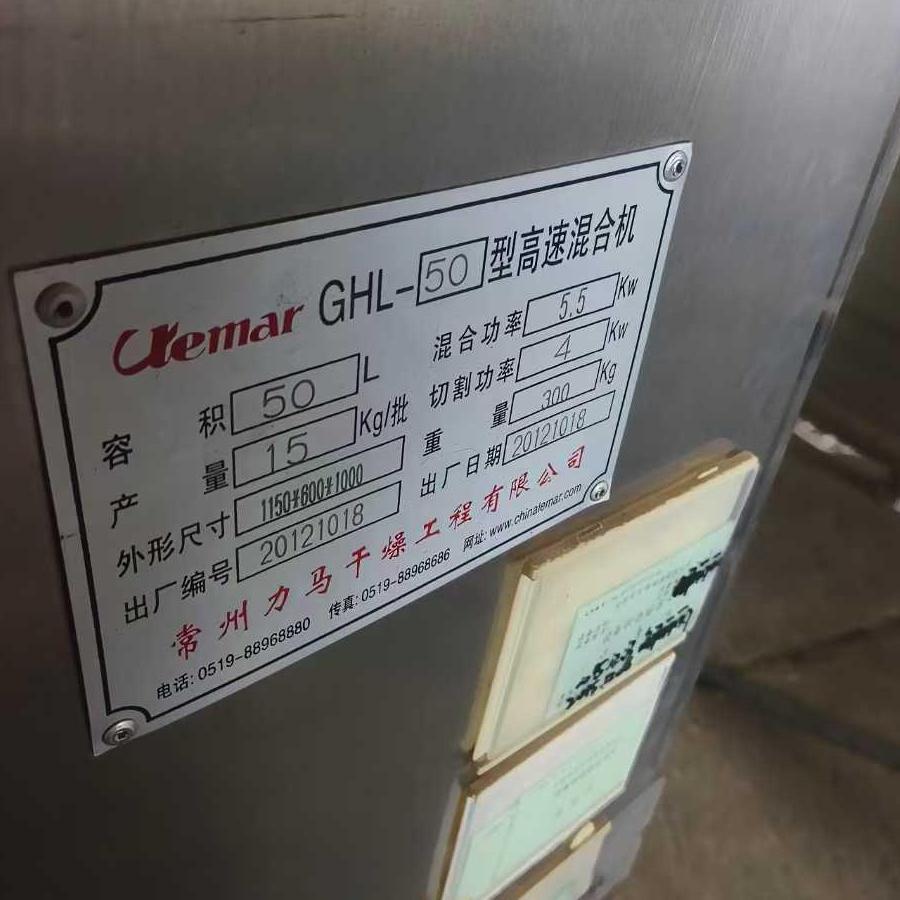 Lemar GHL-50型高速混合机
容积 50 L 混合功率 5.5 Kw
产量 15 Kg/批 切割功率 4 Kw
外形尺寸 1150*600*1000 重量 300 Kg
出厂编号 20121018 出厂日期 20121018
常州力马干燥工程有限公司
电话: 0519-88968880 传真: 0519-88968686 网址: www.chinalemar.com